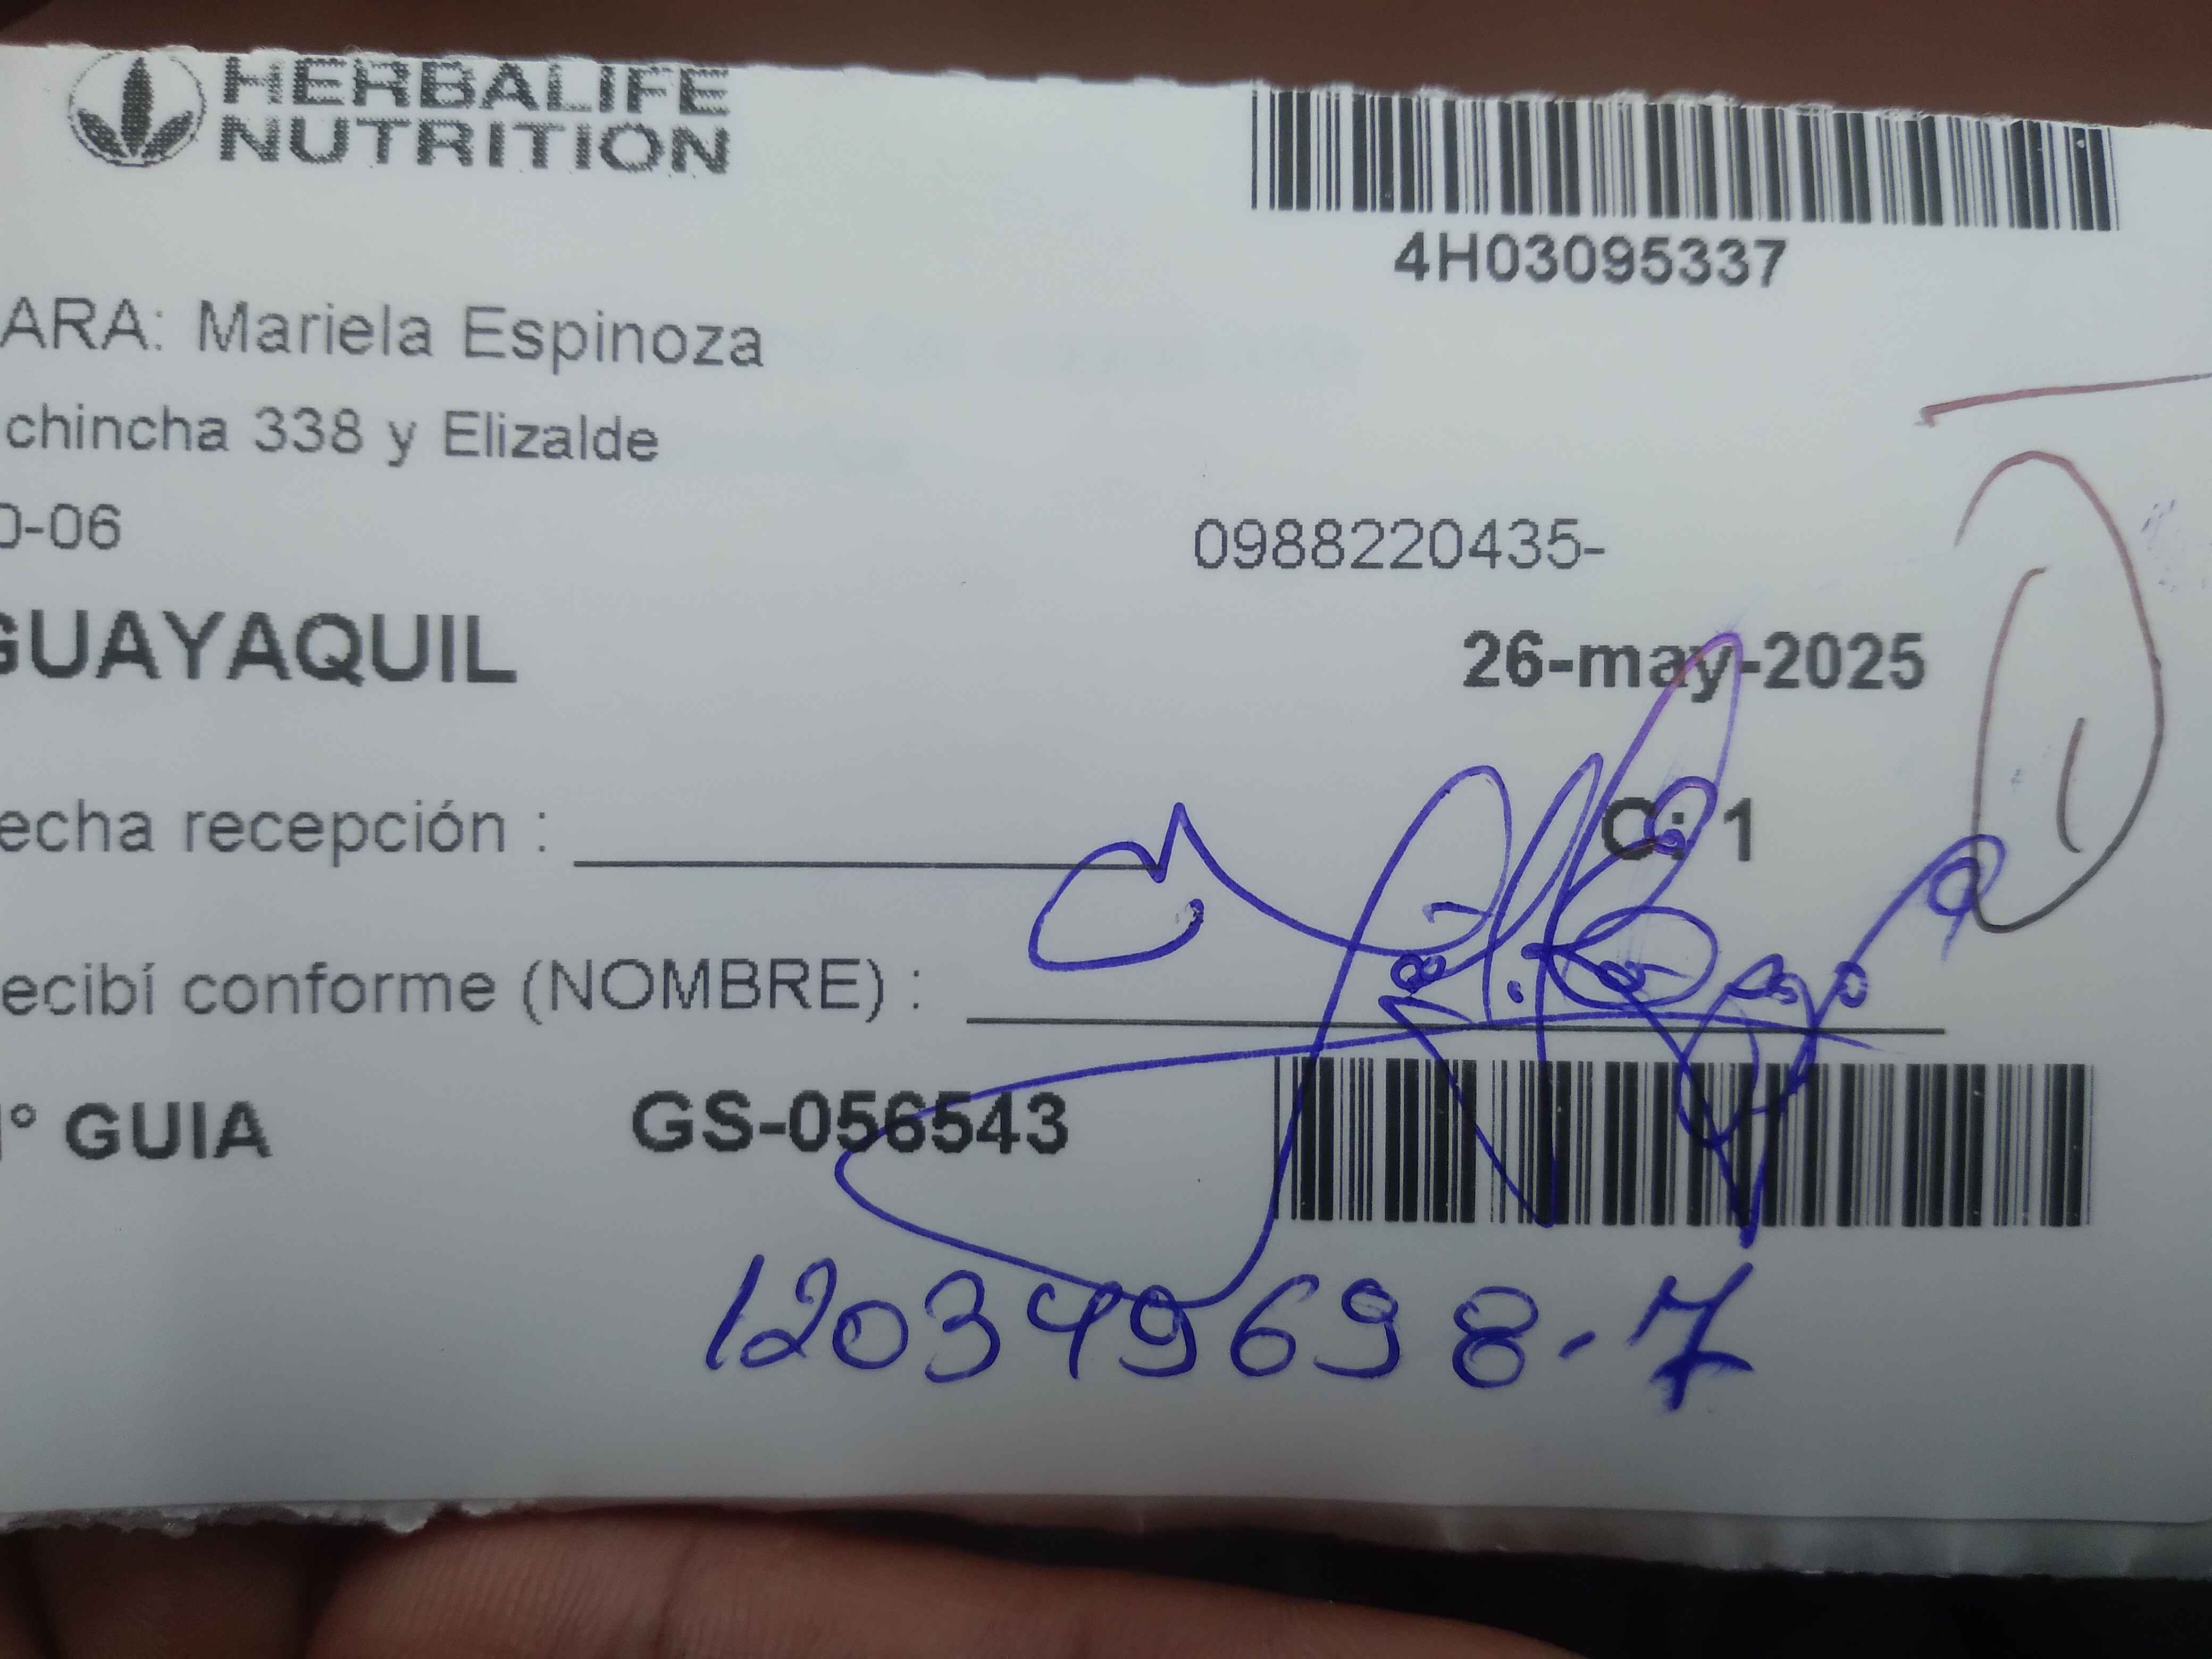 HERBALIFE
NUTRITION
4H03095337
ARA: Mariela Espinoza
chincha 338 y Elizalde
0-06
0988220435-
GUAYAQUIL
26-may-2025
echa recepción :
C: 1
ecibí conforme (NOMBRE) :
° GUIA GS-056543
120349698-7